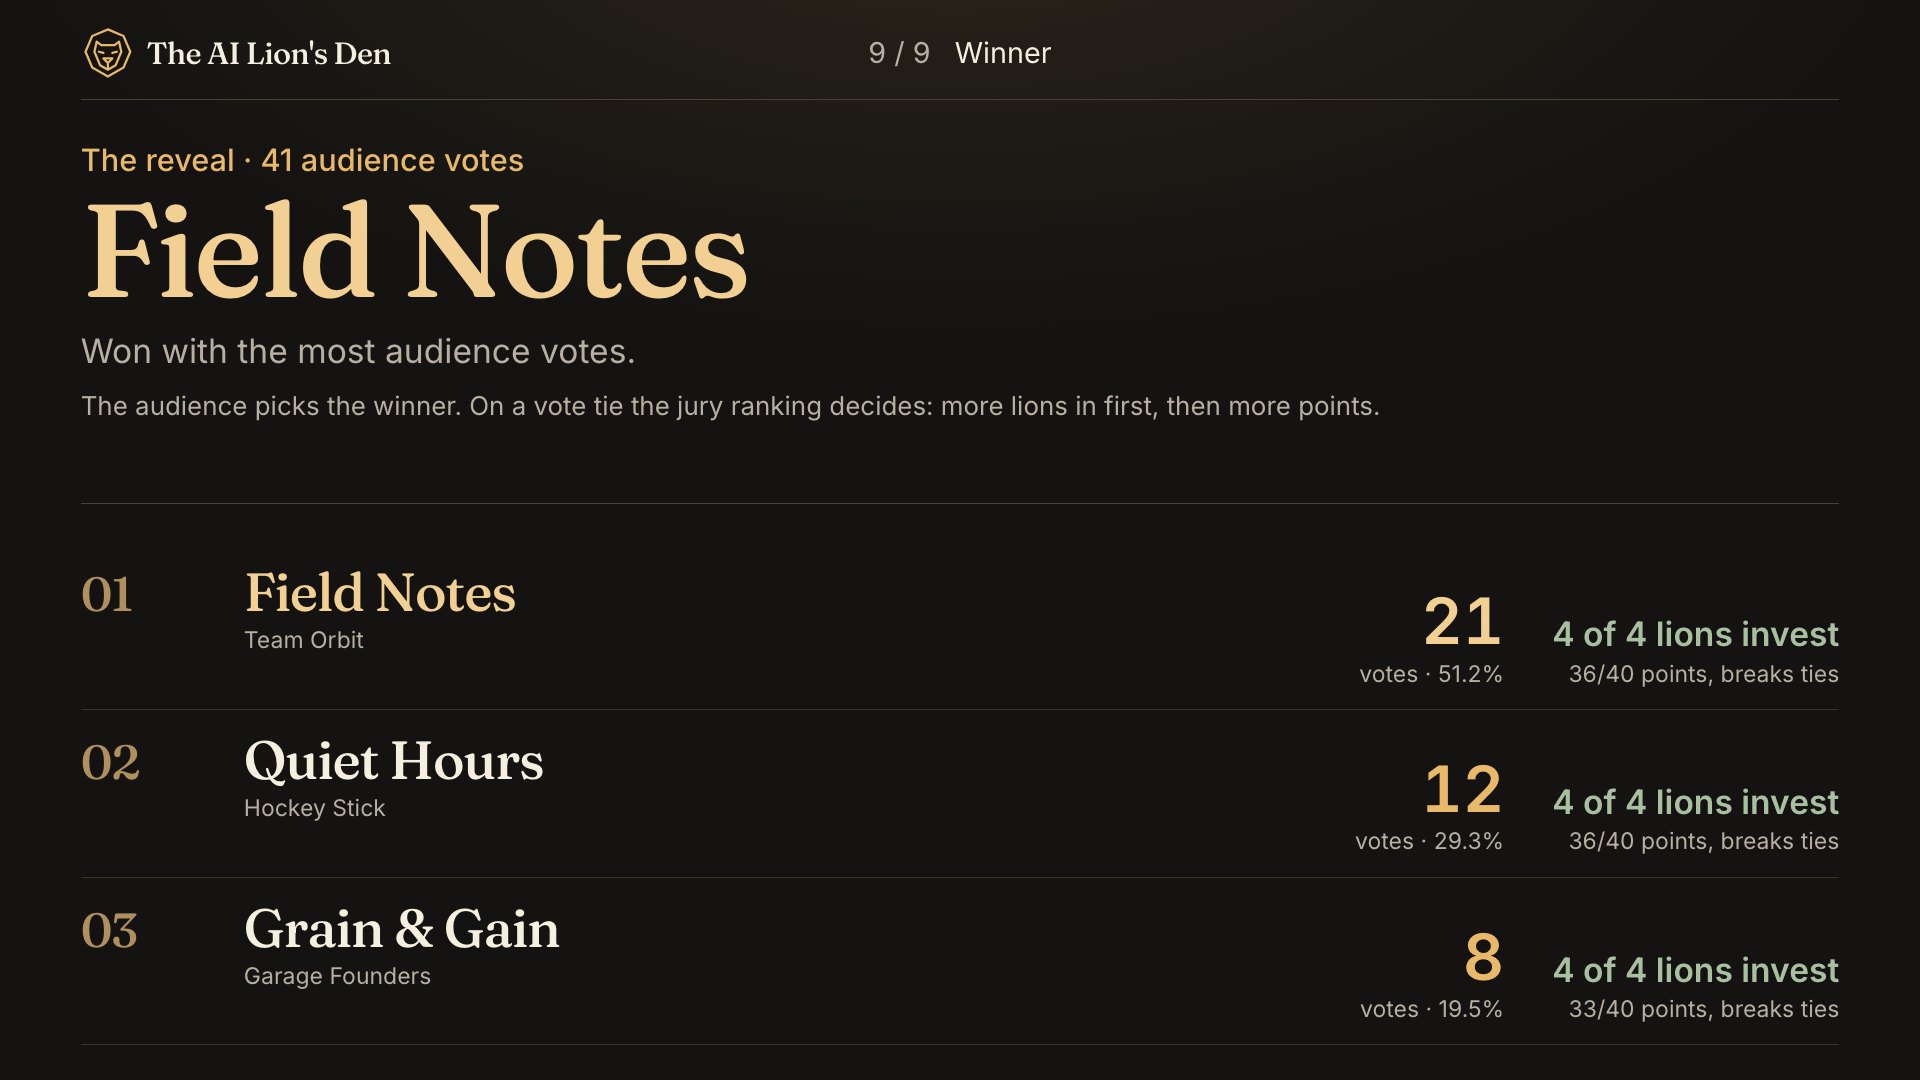 The AI Lion's Den
9 / 9 Winner
The reveal · 41 audience votes
Field Notes
Won with the most audience votes.
The audience picks the winner. On a vote tie the jury ranking decides: more lions in first, then more points.
01
Field Notes
Team Orbit
21
votes · 51.2%
4 of 4 lions invest
36/40 points, breaks ties
02
Quiet Hours
Hockey Stick
12
votes · 29.3%
4 of 4 lions invest
36/40 points, breaks ties
03
Grain & Gain
Garage Founders
8
votes · 19.5%
4 of 4 lions invest
33/40 points, breaks ties